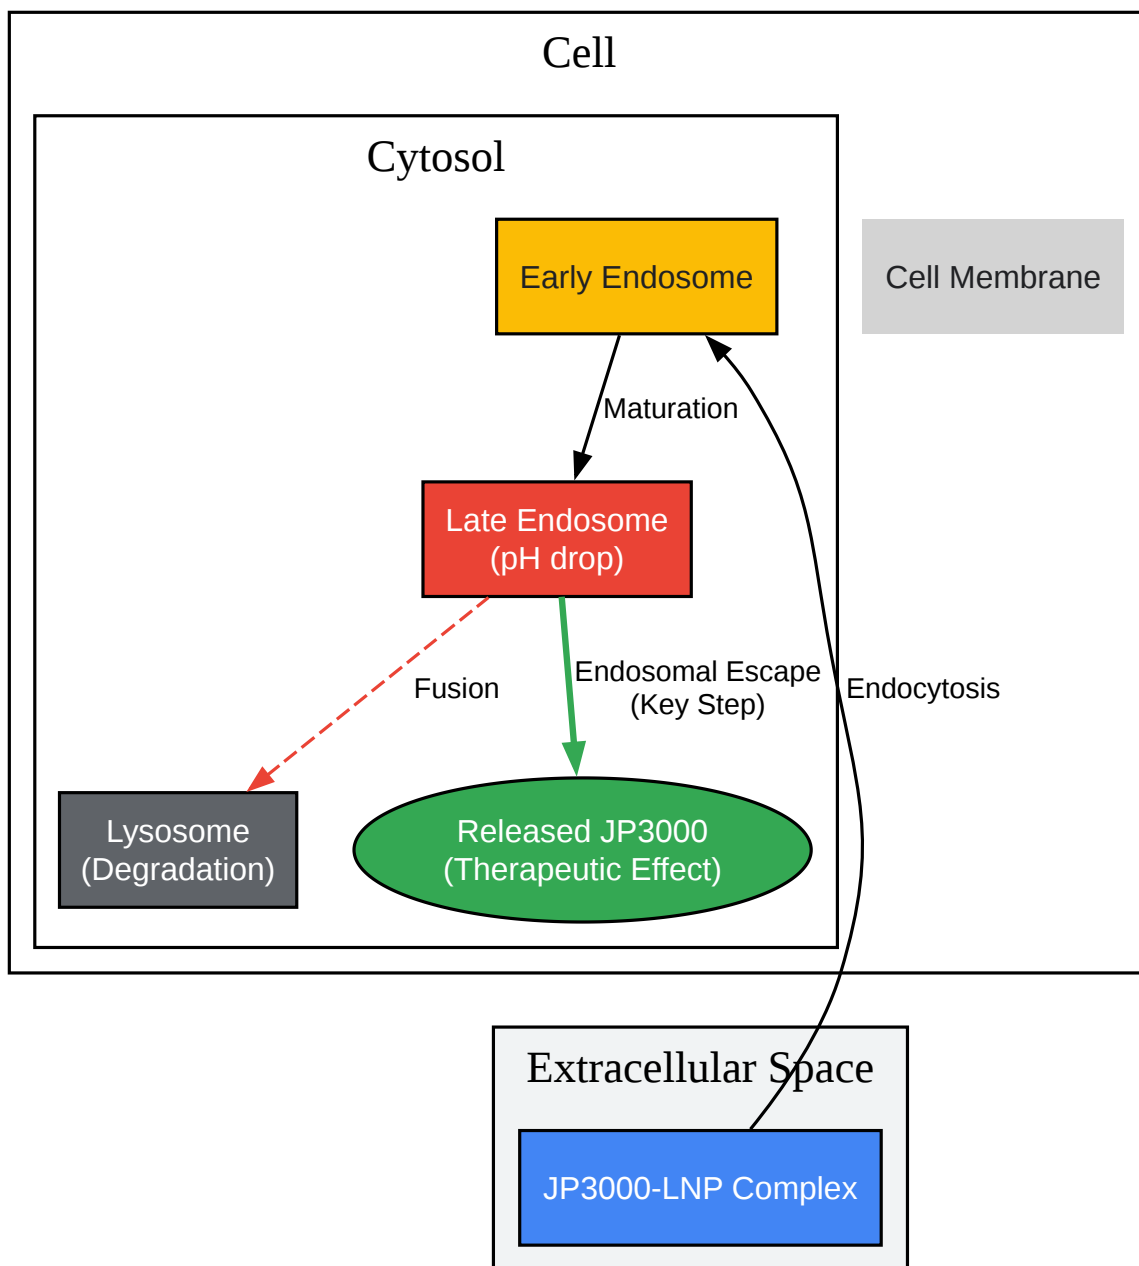 Cell
Cytosol
Early Endosome
Cell Membrane
Maturation
Late Endosome
(pH drop)
Fusion
Endosomal Escape
(Key Step)
Endocytosis
Lysosome
(Degradation)
Released JP3000
(Therapeutic Effect)
Extracellular Space
JP3000-LNP Complex